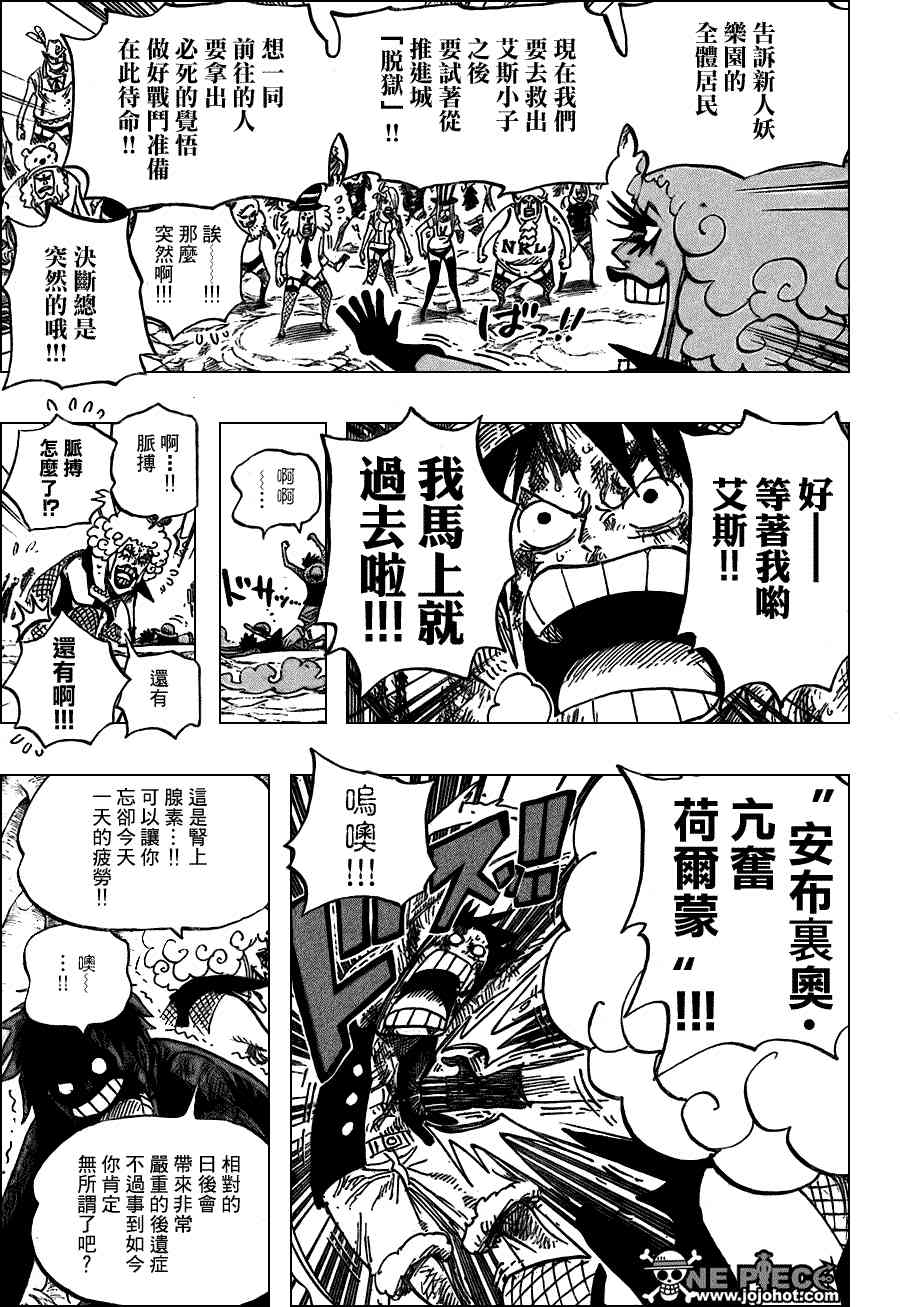 告訴新人妖
樂園的
全體居民
現在我們
要去救出
艾斯小子
之後
要試著從
推進城
「脱獄」!!
想一同
前往的人
要拿出
必死的覺悟
做好戰鬥准備
在此待命!!
NKL
ばっ!!
誒……!!!
那麼
突然啊!!!
決斷總是
突然的哦!!!
好——
等著我喲
艾斯!!
我馬上就
過去啦!!!
啊啊
……
ドサッ…
啊…!!
脈搏
脈搏
怎麼了!?
還有
還有啊!!!
"安布裏奧·
亢奮
荷爾蒙"!!!
嗚噢!!!
ドスッ!!!
這是腎上
腺素…!!
可以讓你
忘卻今天
一天的疲勞!!
噢
…!!
相對的
日後會
帶來非常
嚴重的後遺症
不過事到如今
你肯定
無所謂了吧?
ONE PIECE
www.jojohot.com